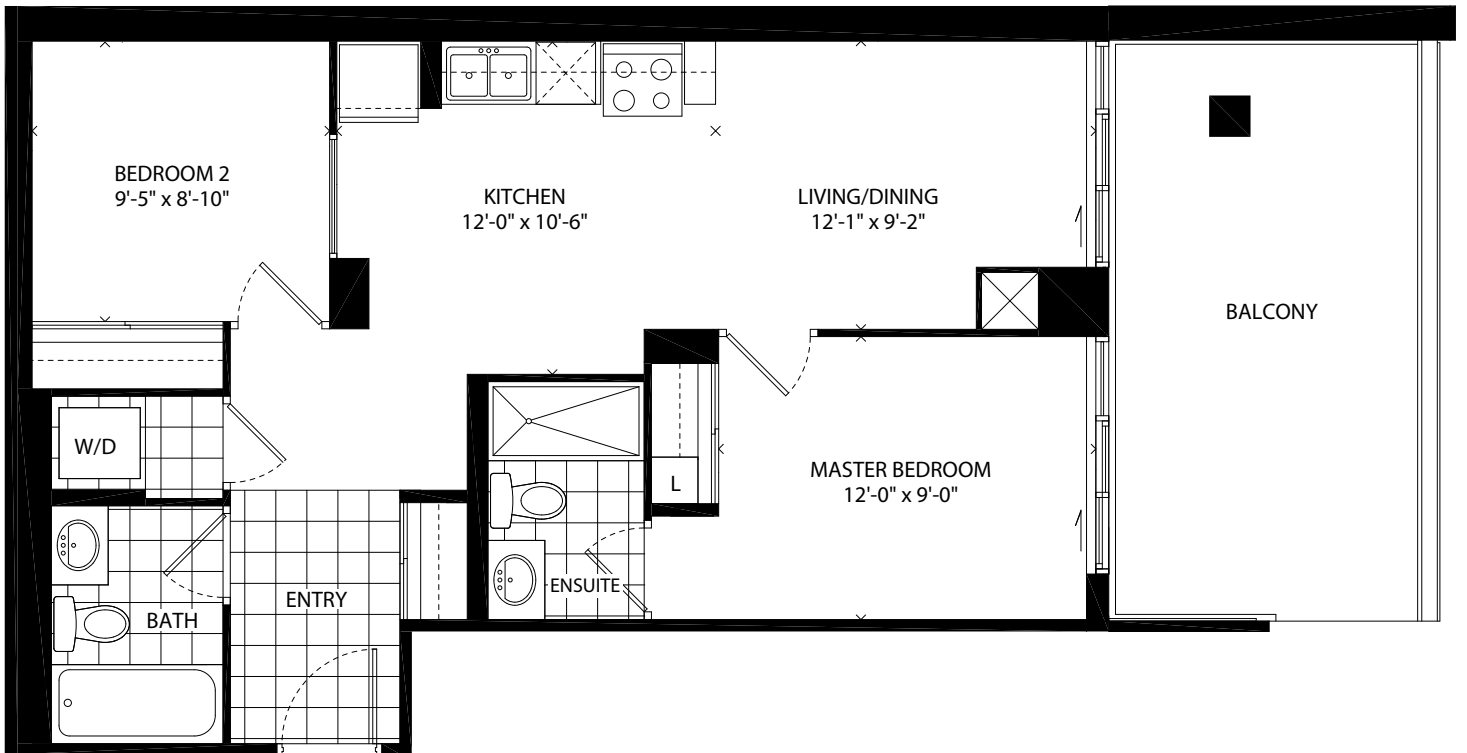 BEDROOM 2
9'-5" x 8'-10"
KITCHEN
12'-0" x 10'-6"
LIVING/DINING
12'-1" x 9'-2"
BALCONY
W/D
L
MASTER BEDROOM
12'-0" x 9'-0"
ENSUITE
ENTRY
BATH